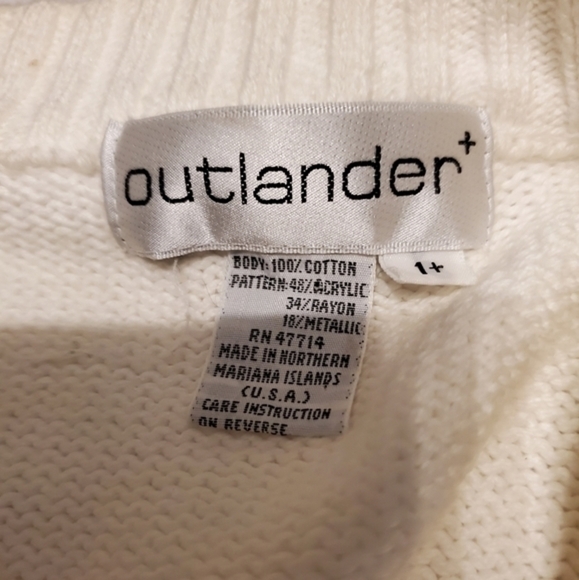 outlander+
1+
BODY: 100% COTTON
PATTERN: 48% ACRYLIC
34% RAYON
18% METALLIC
RN 47714
MADE IN NORTHERN
MARIANA ISLANDS
(U.S.A.)
CARE INSTRUCTION
ON REVERSE